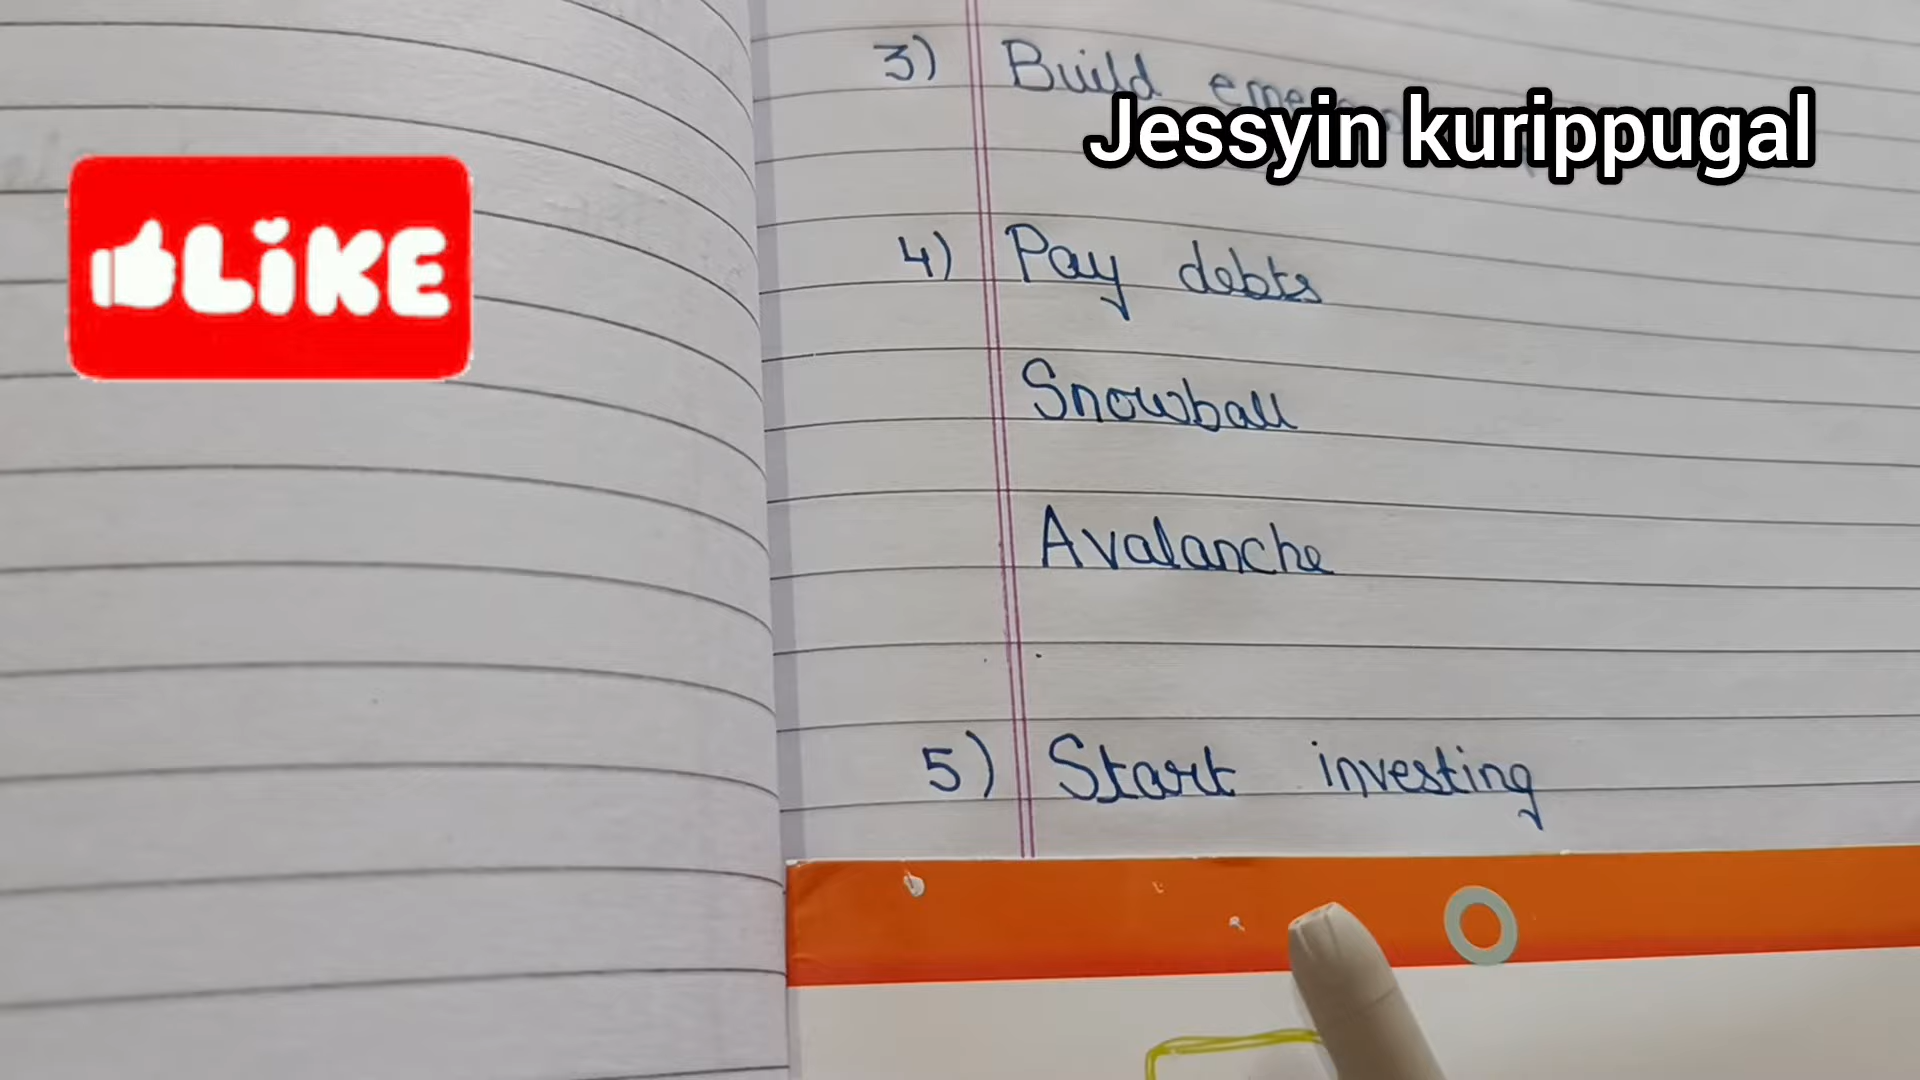 3) Build
Jessyin kurippugal
LiKE
4) Pay debts
Snowball
Avalanche
5) Start investing